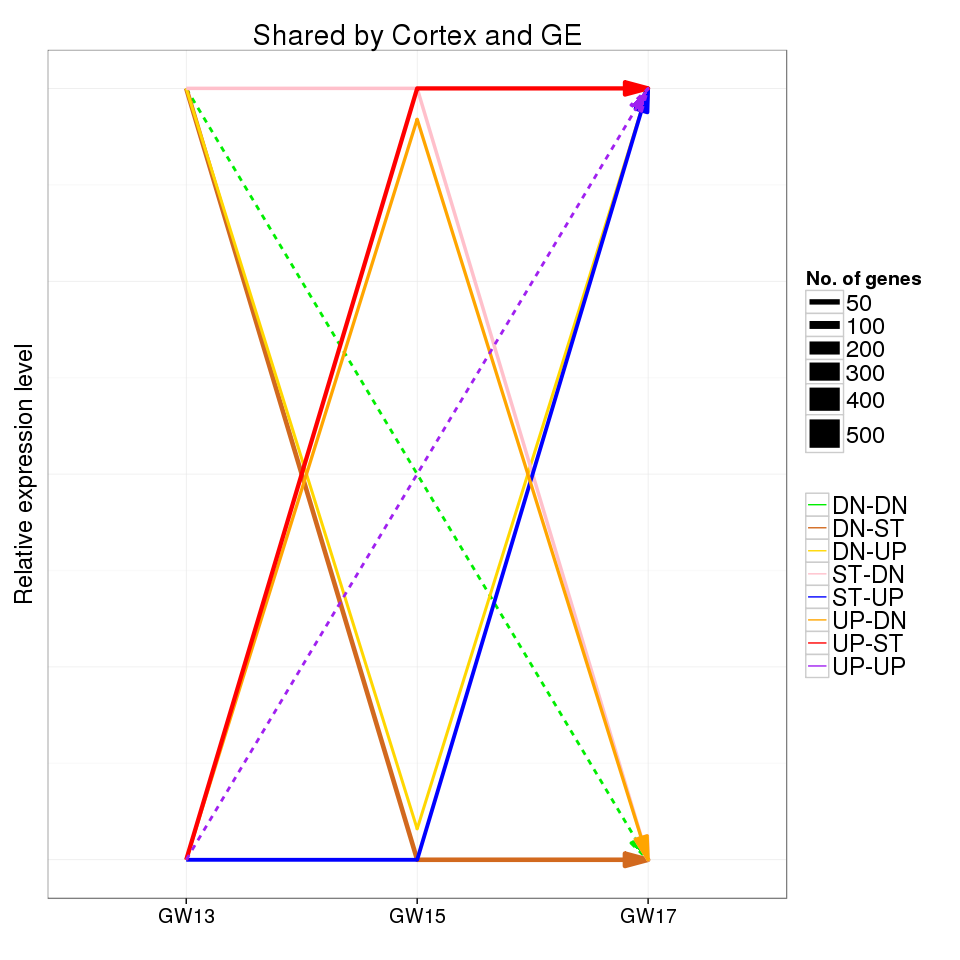 Shared by Cortex and GE
Relative expression level
GW13
GW15
GW17
No. of genes
50
100
200
300
400
500
DN-DN
DN-ST
DN-UP
ST-DN
ST-UP
UP-DN
UP-ST
UP-UP